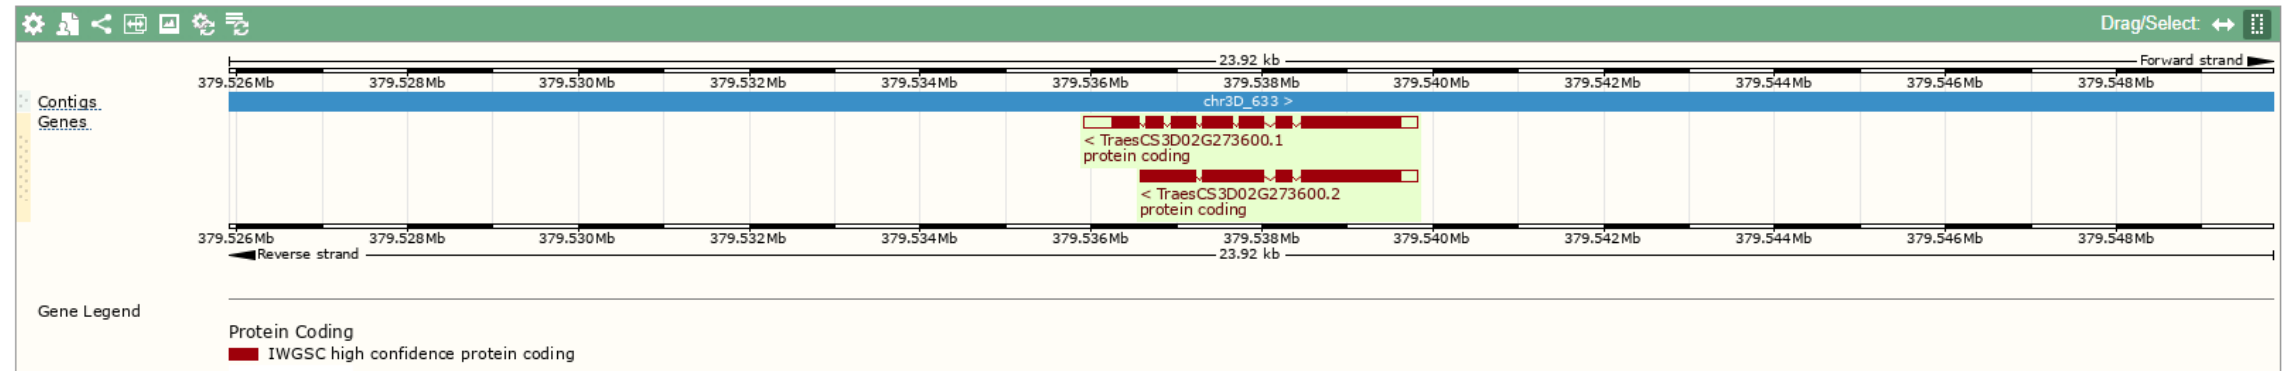 Drag/Select:
23.92 kb
Forward strand
379.526Mb 379.528Mb 379.530Mb 379.532Mb 379.534Mb 379.536Mb 379.538Mb 379.540Mb 379.542Mb 379.544Mb 379.546Mb 379.548Mb
Contigs chr3D_633 >
Genes
< TraesCS3D02G273600.1
protein coding
< TraesCS3D02G273600.2
protein coding
379.526Mb 379.528Mb 379.530Mb 379.532Mb 379.534Mb 379.536Mb 379.538Mb 379.540Mb 379.542Mb 379.544Mb 379.546Mb 379.548Mb
Reverse strand 23.92 kb
Gene Legend
Protein Coding
IWGSC high confidence protein coding